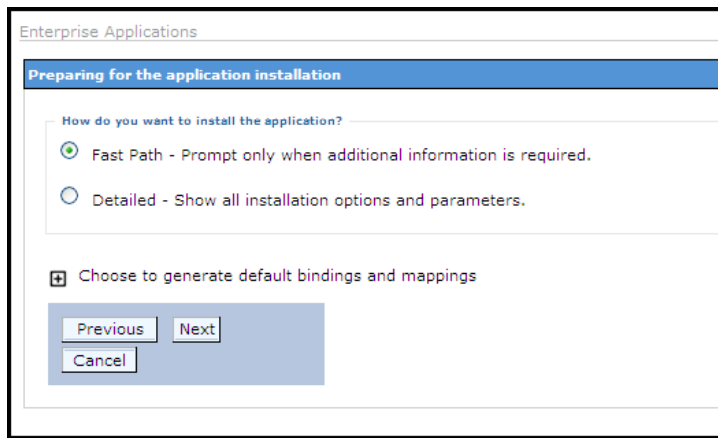 Enterprise Applications
Preparing for the application installation
How do you want to install the application?
Fast Path - Prompt only when additional information is required.
Detailed - Show all installation options and parameters.
Choose to generate default bindings and mappings
Previous Next
Cancel